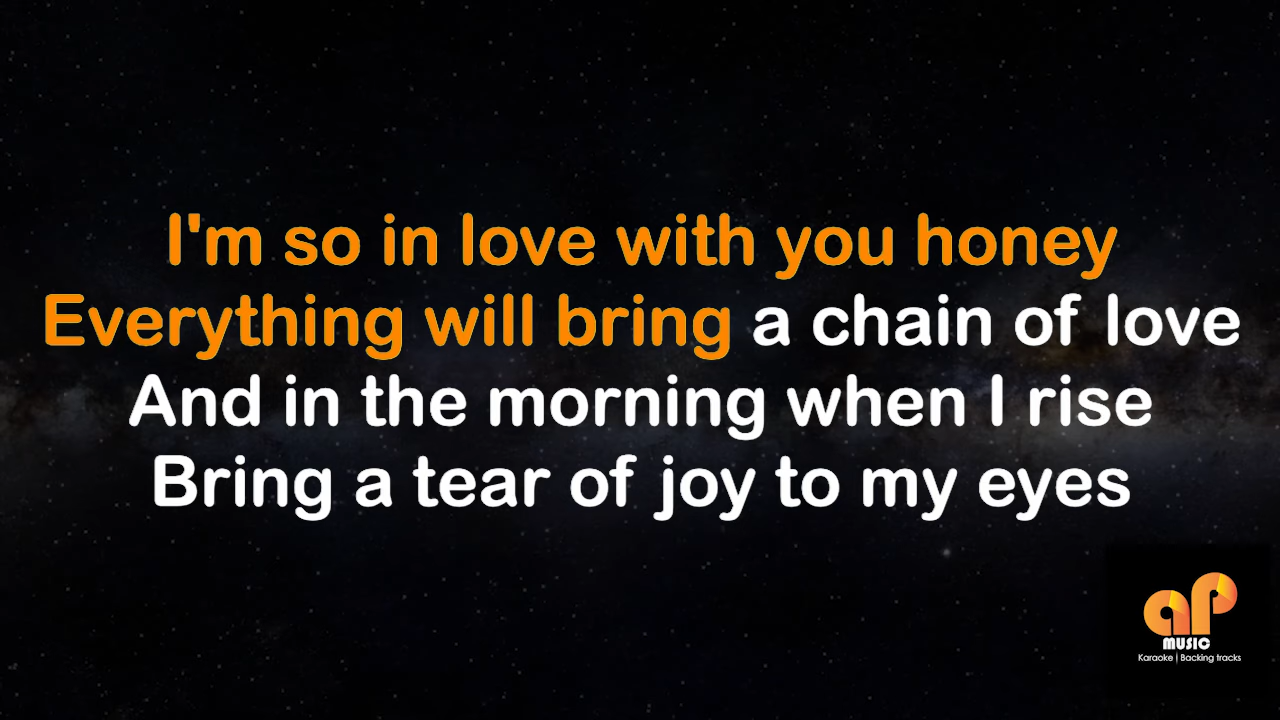 I'm so in love with you honey
Everything will bring a chain of love
And in the morning when I rise
Bring a tear of joy to my eyes
aP
MUSIC
Karaoke | Backing tracks